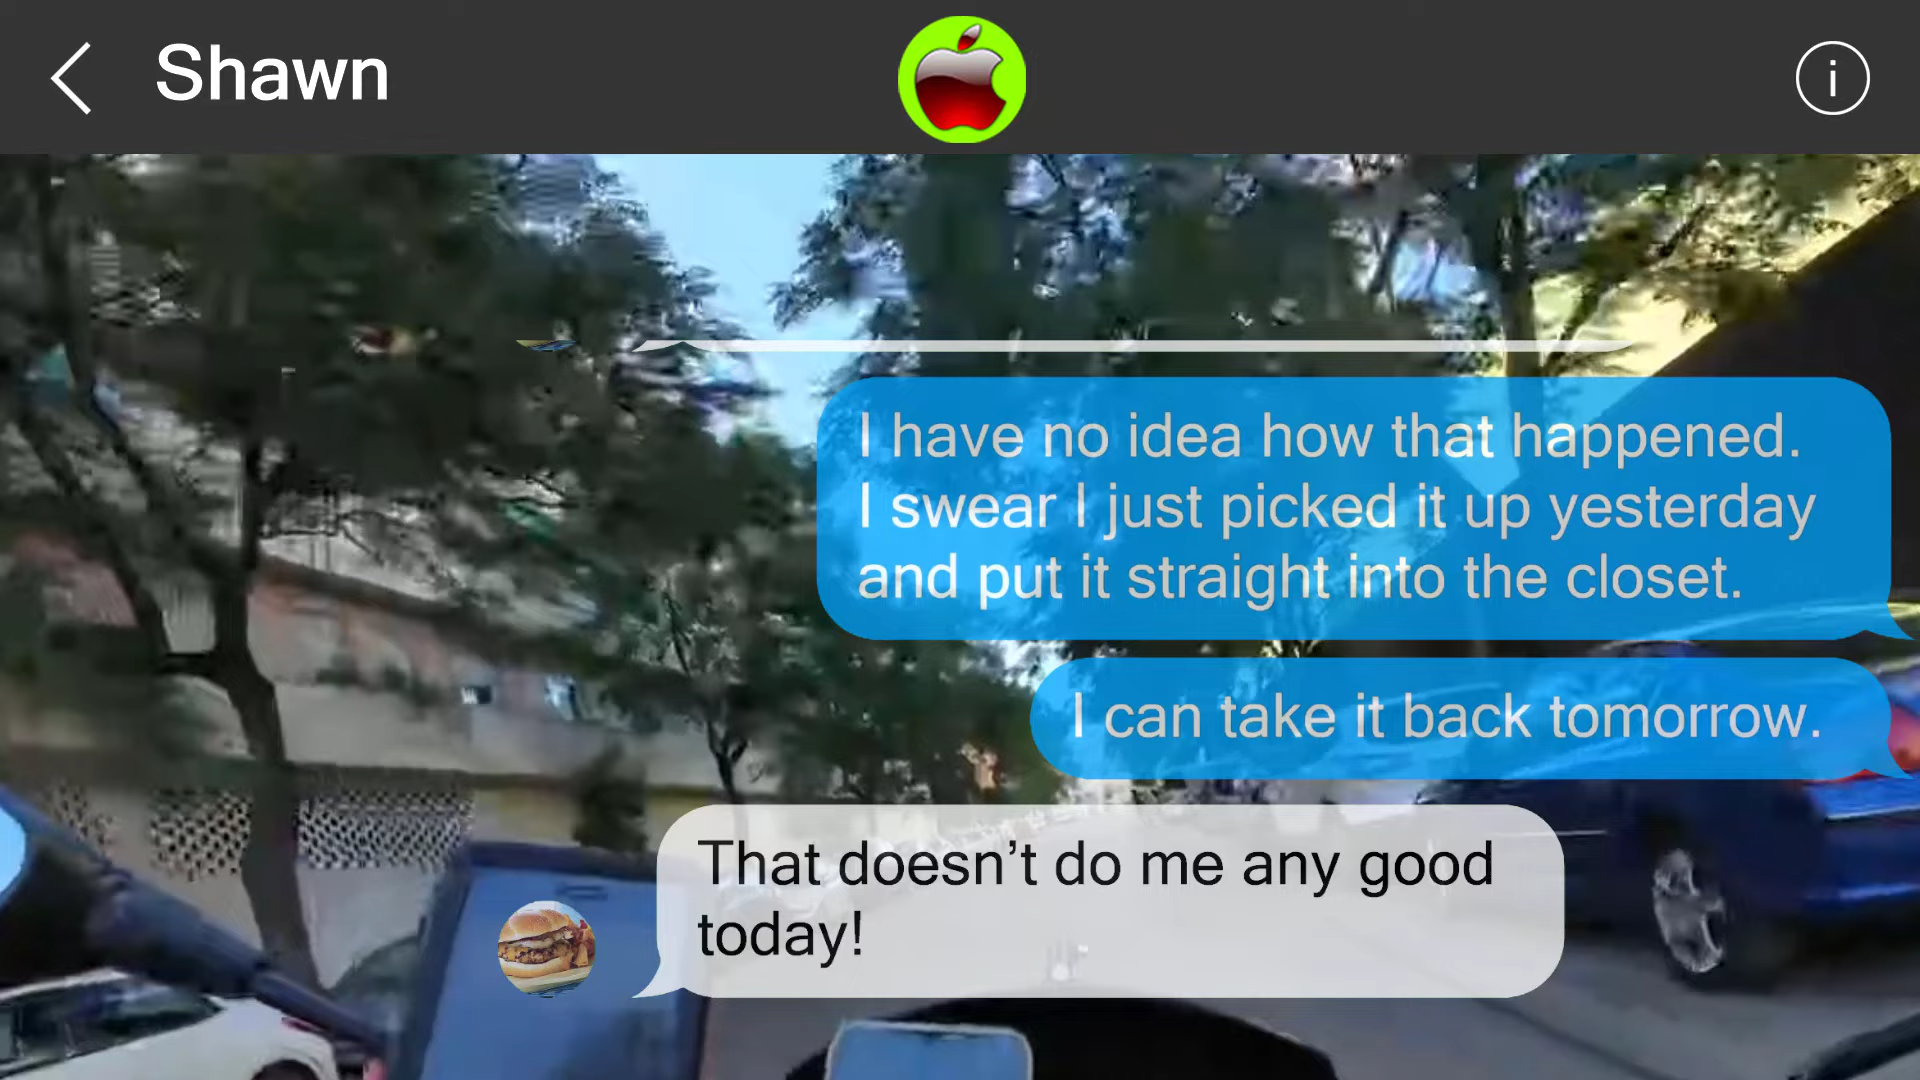 Shawn
i
I have no idea how that happened.
I swear I just picked it up yesterday
and put it straight into the closet.
I can take it back tomorrow.
That doesn’t do me any good
today!